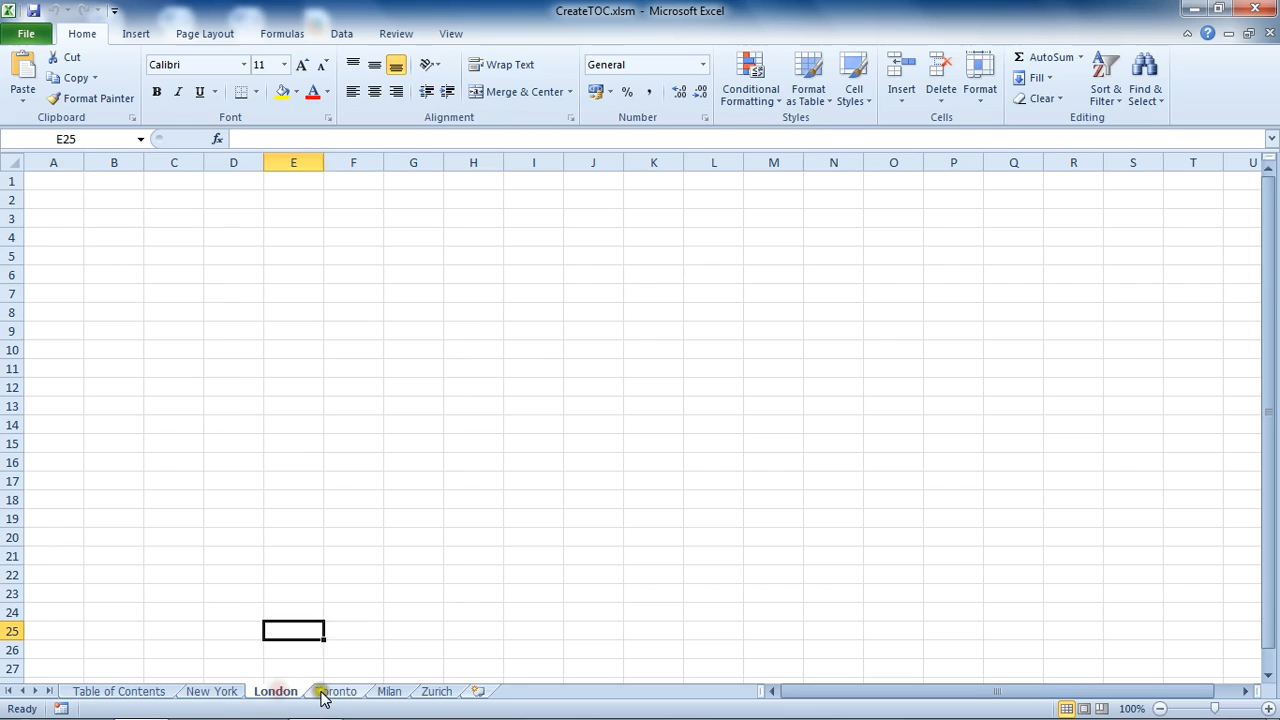 CreateTOC.xlsm - Microsoft Excel
File Home Insert Page Layout Formulas Data Review View
Paste Cut Copy Format Painter
Calibri 11
B I U A
Wrap Text
Merge & Center
General
% ,
Conditional Formatting
Format as Table
Cell Styles
Insert Delete Format
Σ AutoSum
Fill
Clear
Sort & Filter
Find & Select
Clipboard Font Alignment Number Styles Cells Editing
E25 fx
A B C D E F G H I J K L M N O P Q R S T U
1
2
3
4
5
6
7
8
9
10
11
12
13
14
15
16
17
18
19
20
21
22
23
24
25
26
27
Table of Contents New York London Milan Zurich
Ready 100%